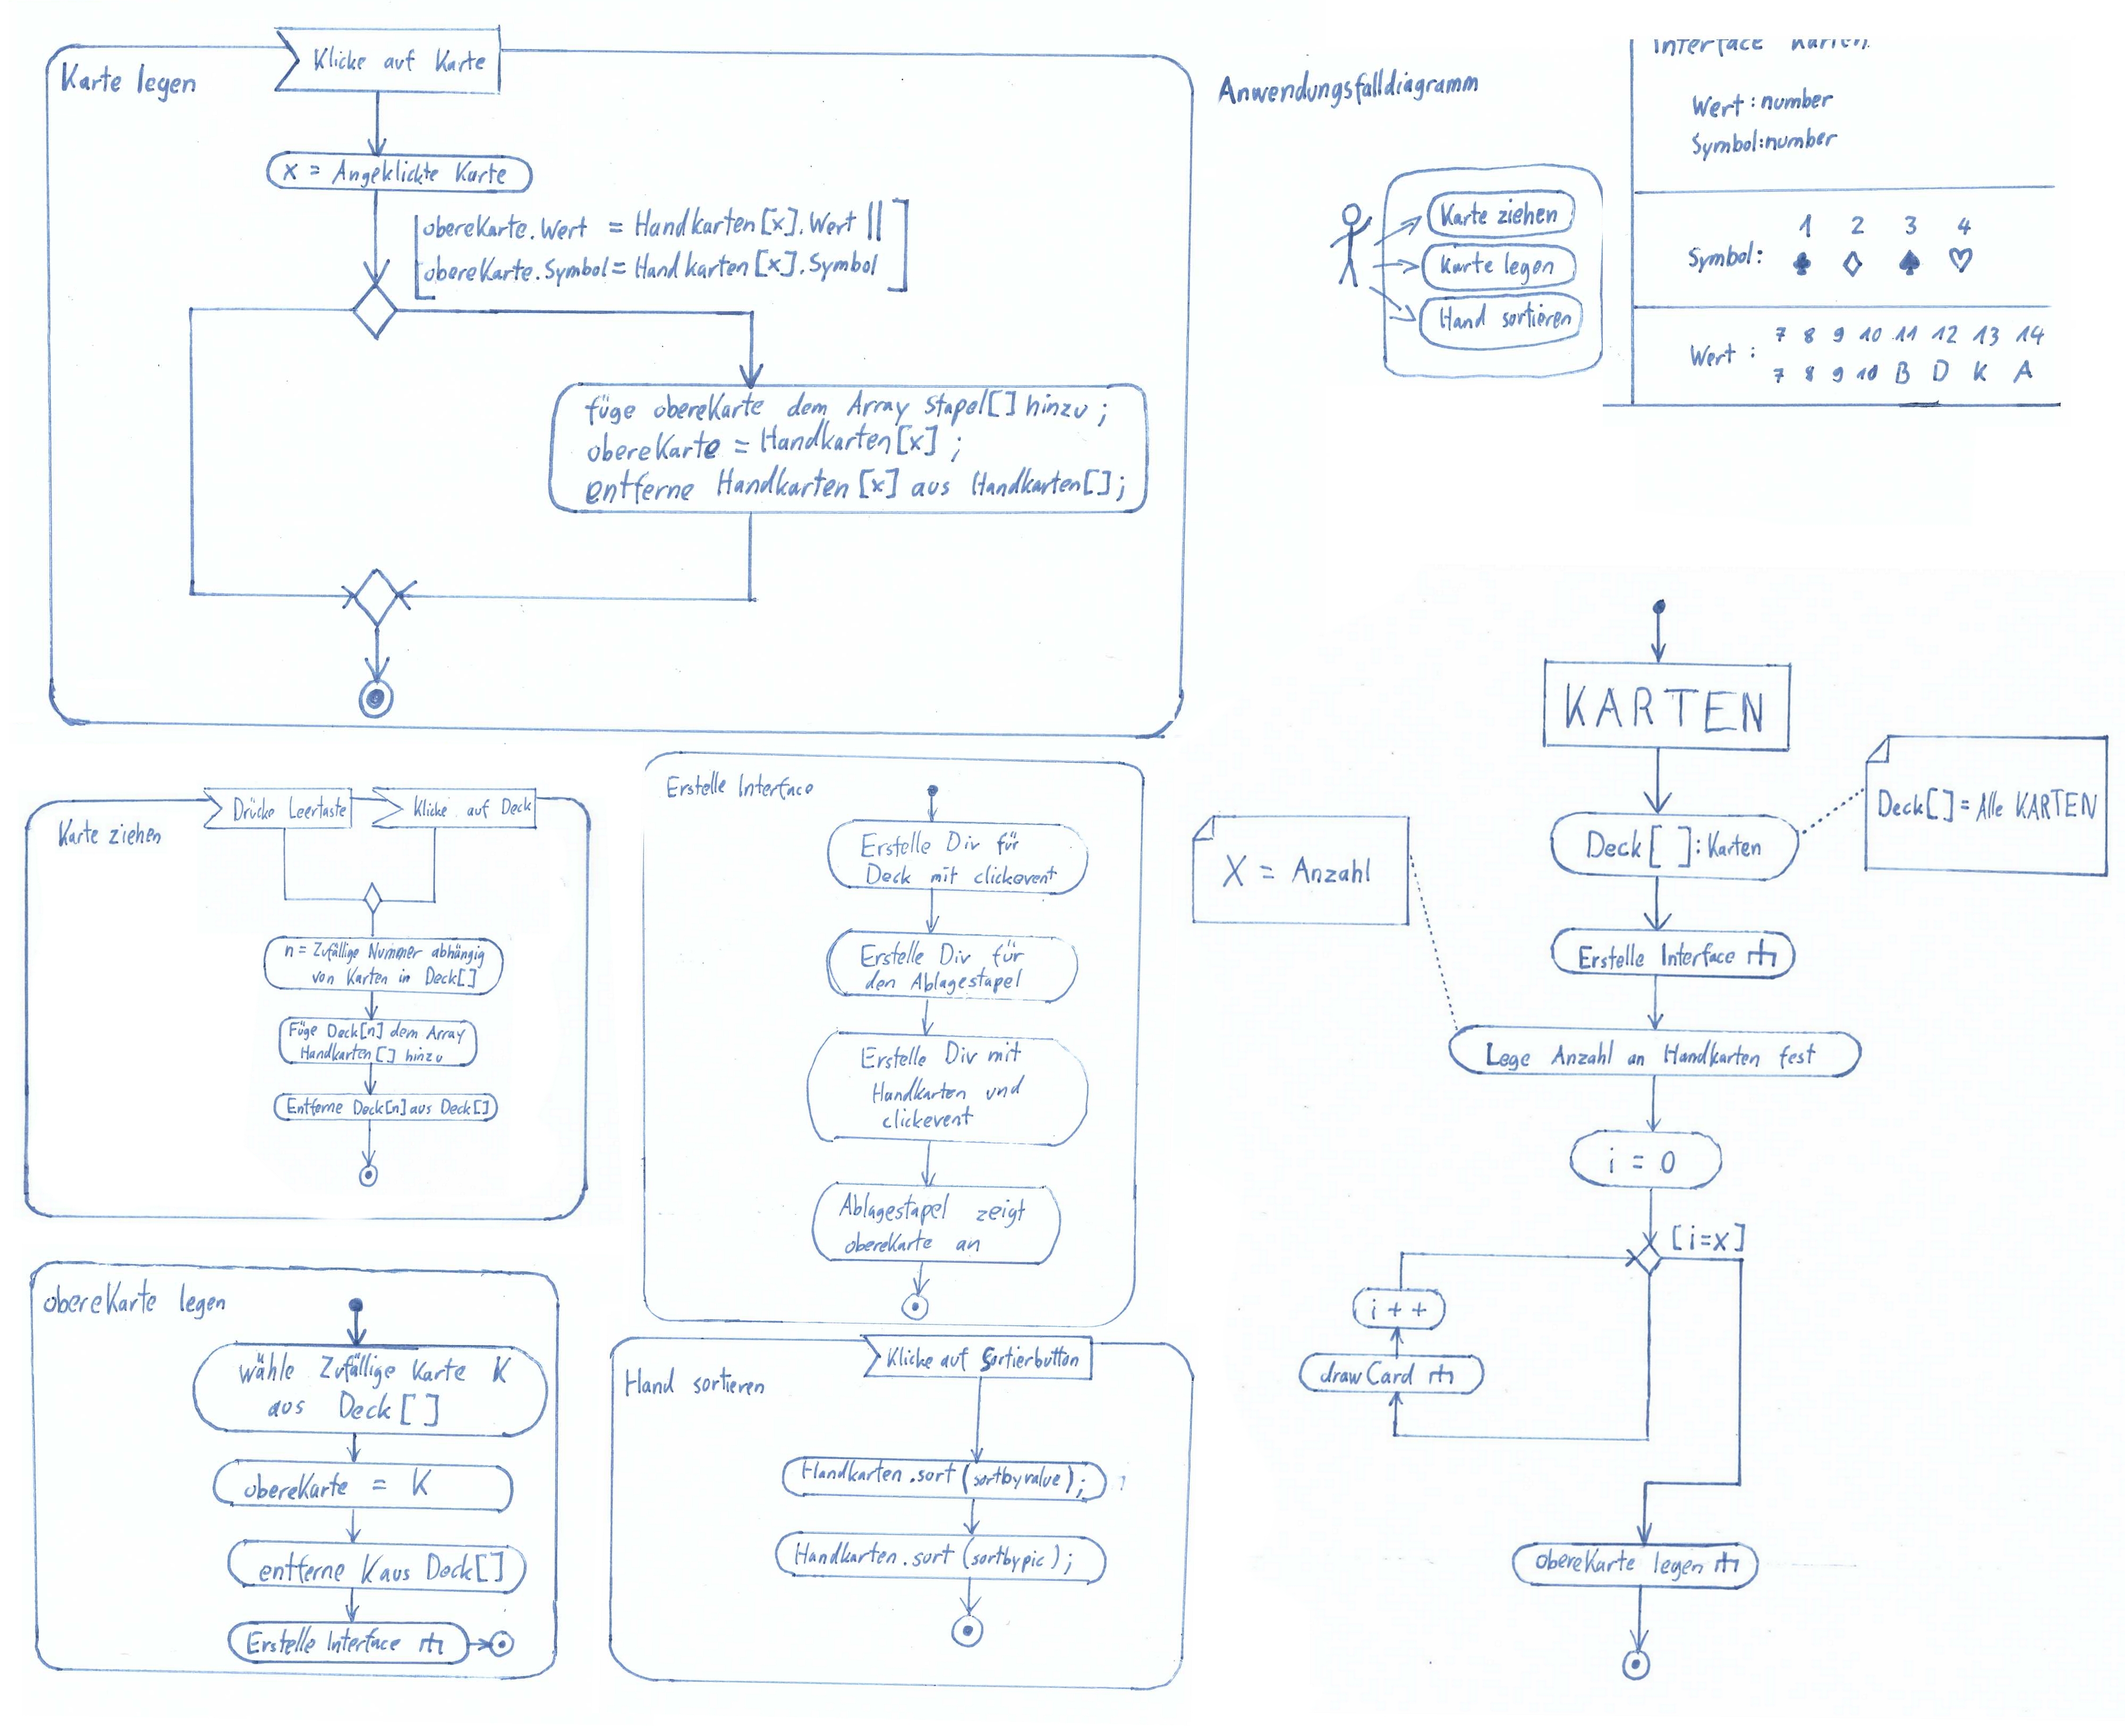 Karte legen
Klicke auf Karte
x = Angeklickte Karte
[obereKarte.Wert = Handkarten[x].Wert ||
obereKarte.Symbol = Handkarten[x].Symbol]
füge obereKarte dem Array Stapel[] hinzu;
obereKarte = Handkarten[x];
entferne Handkarten[x] aus Handkarten[];
Anwendungsfalldiagramm
Karte ziehen
Karte legen
Hand sortieren
Interface Karten
Wert: number
Symbol: number
1 2 3 4
Symbol: ♣ ♢ ♠ ♡
7 8 9 10 11 12 13 14
Wert:
7 8 9 10 B D K A
Karte ziehen
Drücke Leertaste
Klicke auf Deck
n = Zufällige Nummer abhängig
von Karten in Deck[]
Füge Deck[n] dem Array
Handkarten[] hinzu
Entferne Deck[n] aus Deck[]
Erstelle Interface
Erstelle Div für
Deck mit clickevent
Erstelle Div für
den Ablagestapel
Erstelle Div mit
Handkarten und
clickevent
Ablagestapel zeigt
obereKarte an
obereKarte legen
wähle Zufällige Karte K
aus Deck[]
obereKarte = K
entferne K aus Deck[]
Erstelle Interface
Hand sortieren
Klicke auf Sortierbutton
Handkarten.sort(sortbyvalue);
Handkarten.sort(sortbypic);
KARTEN
Deck[ ]: Karten
Deck[] = Alle KARTEN
Erstelle Interface
X = Anzahl
Lege Anzahl an Handkarten fest
i = 0
[i=x]
i++
drawCard
obereKarte legen